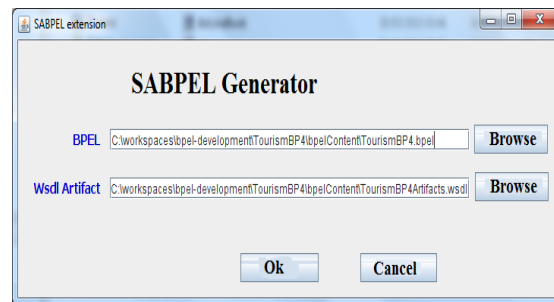 SABPEL extension
SABPEL Generator
BPEL C:\workspaces\bpel-development\TourismBP4\bpelContent\TourismBP4.bpel Browse
Wsdl Artifact C:\workspaces\bpel-development\TourismBP4\bpelContent\TourismBP4Artifacts.wsdl Browse
Ok Cancel